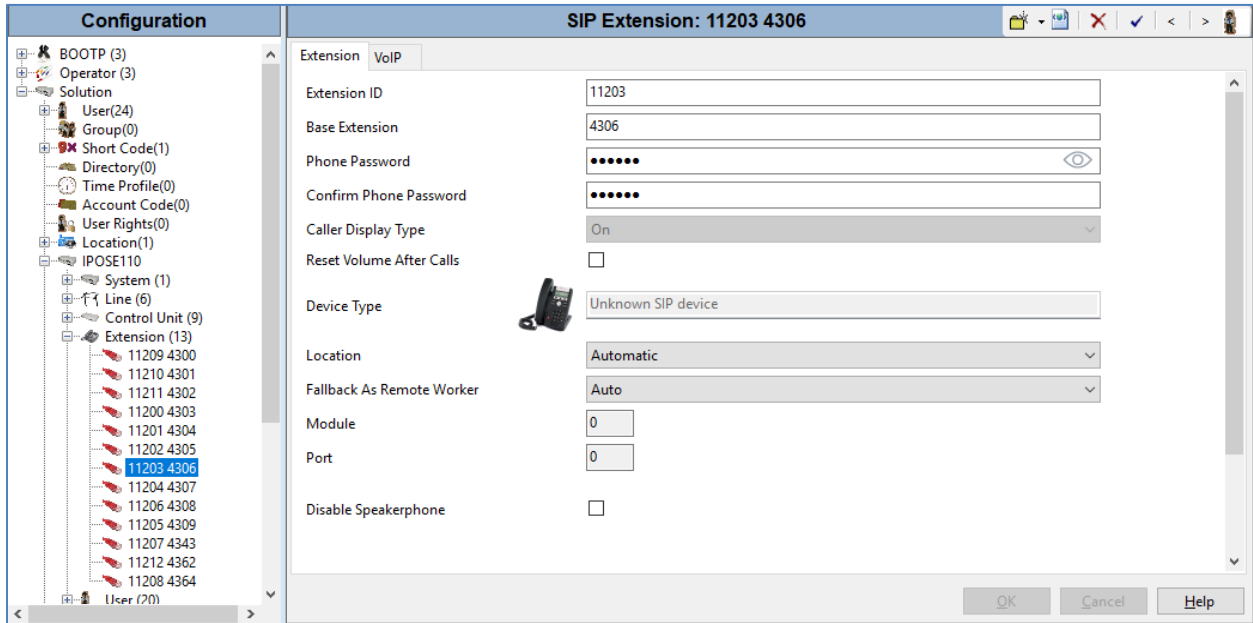 Configuration
BOOTP (3)
Operator (3)
Solution
User(24)
Group(0)
Short Code(1)
Directory(0)
Time Profile(0)
Account Code(0)
User Rights(0)
Location(1)
IPOSE110
System (1)
Line (6)
Control Unit (9)
Extension (13)
11209 4300
11210 4301
11211 4302
11200 4303
11201 4304
11202 4305
11203 4306
11204 4307
11206 4308
11205 4309
11207 4343
11212 4362
11208 4364
User (20)
SIP Extension: 11203 4306
Extension VoIP
Extension ID 11203
Base Extension 4306
Phone Password ●●●●●●
Confirm Phone Password ●●●●●●
Caller Display Type On
Reset Volume After Calls
Device Type Unknown SIP device
Location Automatic
Fallback As Remote Worker Auto
Module 0
Port 0
Disable Speakerphone
OK Cancel Help